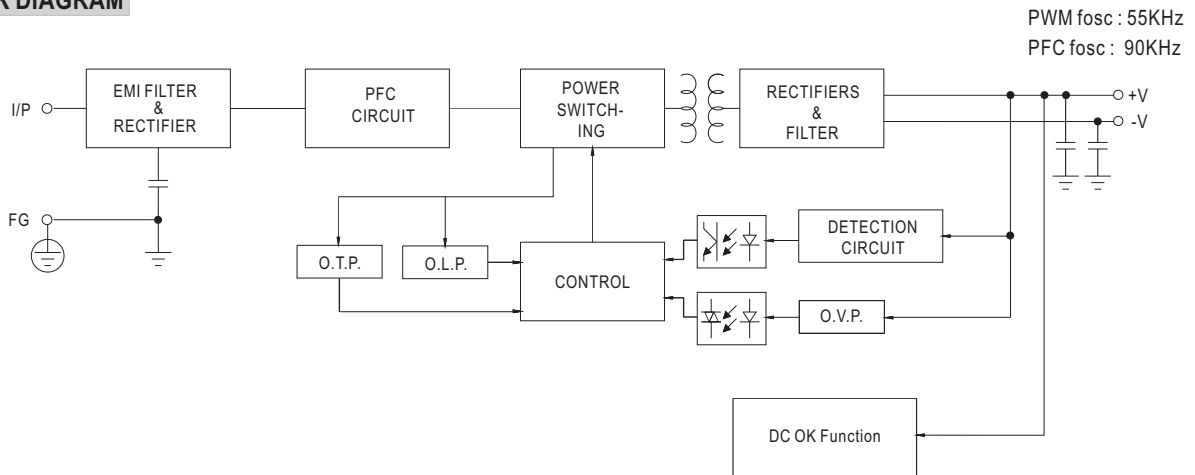 DIAGRAM
PWM fosc : 55KHz
PFC fosc : 90KHz
I/P
EMI FILTER
&
RECTIFIER
PFC
CIRCUIT
POWER
SWITCH-
ING
RECTIFIERS
&
FILTER
+V
-V
FG
O.T.P.
O.L.P.
CONTROL
DETECTION
CIRCUIT
O.V.P.
DC OK Function